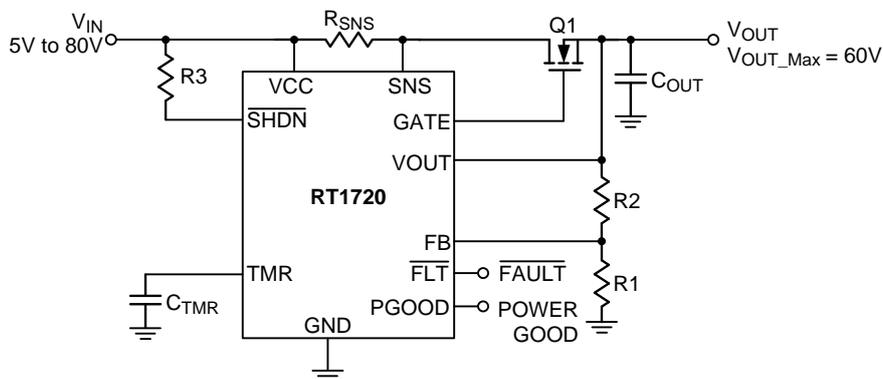 VIN
5V to 80V
RSNS
Q1
VOUT
VOUT_Max = 60V
R3
COUT
VCC
SNS
SHDN
GATE
VOUT
RT1720
R2
FB
TMR
FLT
FAULT
R1
CTMR
PGOOD
POWER
GOOD
GND